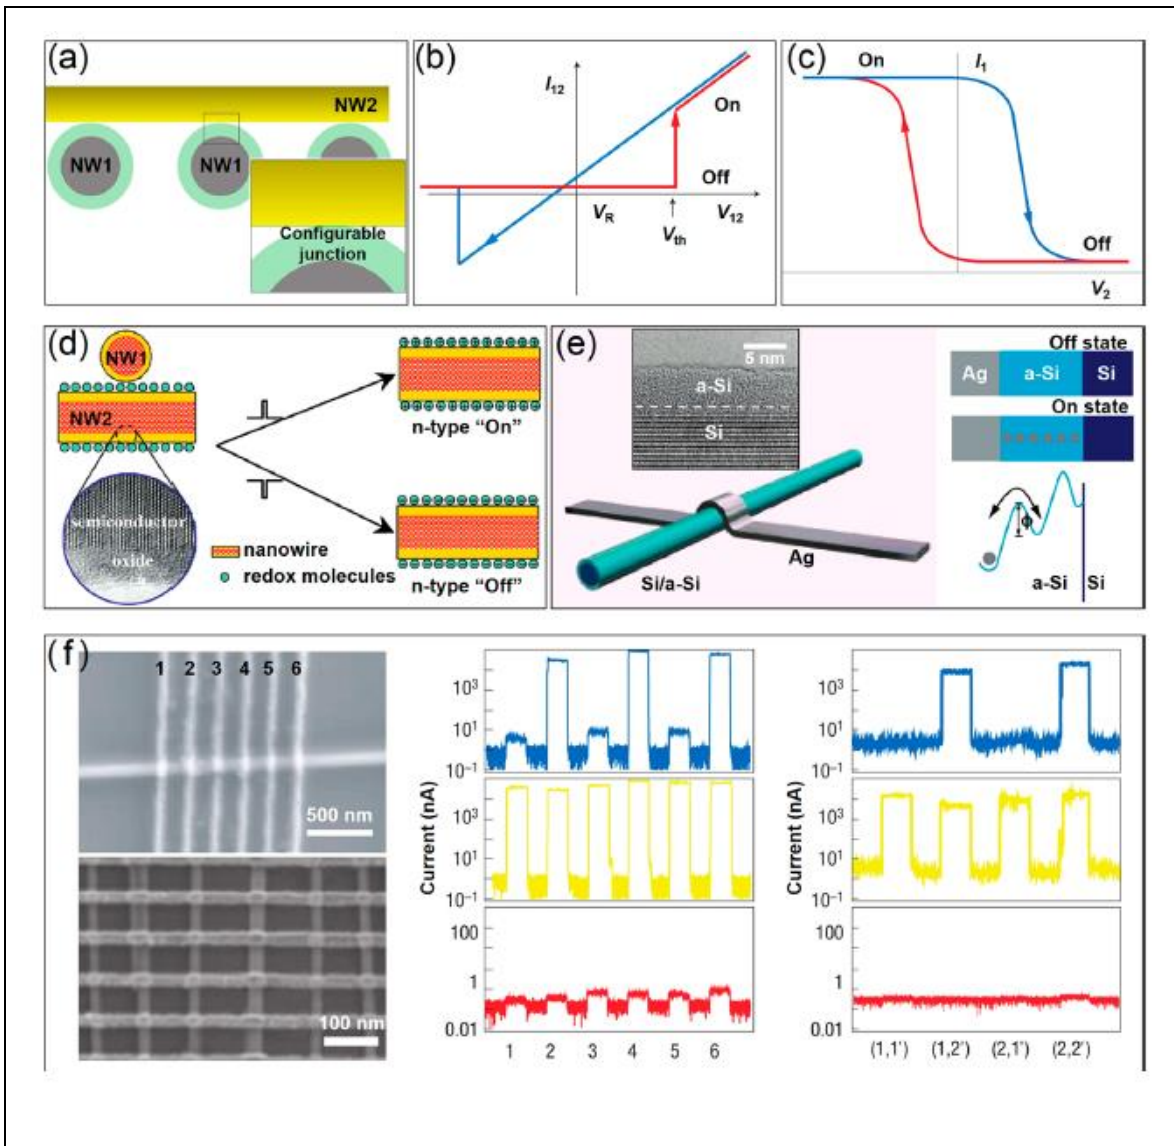 (a)
NW2
NW1
NW1
Configurable
junction
(b)
I12
On
Off
VR
V12
Vth
(c)
On
I1
Off
V2
(d)
NW1
NW2
semiconductor
oxide
nanowire
redox molecules
n-type “On”
n-type “Off”
(e)
5 nm
a-Si
Si
Ag
Si/a-Si
Off state
Ag
a-Si
Si
On state
Φ
a-Si
Si
(f)
1 2 3 4 5 6
500 nm
100 nm
Current (nA)
10³
10¹
10⁻¹
10³
10¹
10⁻¹
100
1
0.01
1 2 3 4 5 6
Current (nA)
10³
10¹
10⁻¹
10³
10¹
10⁻¹
100
1
0.01
(1,1') (1,2') (2,1') (2,2')